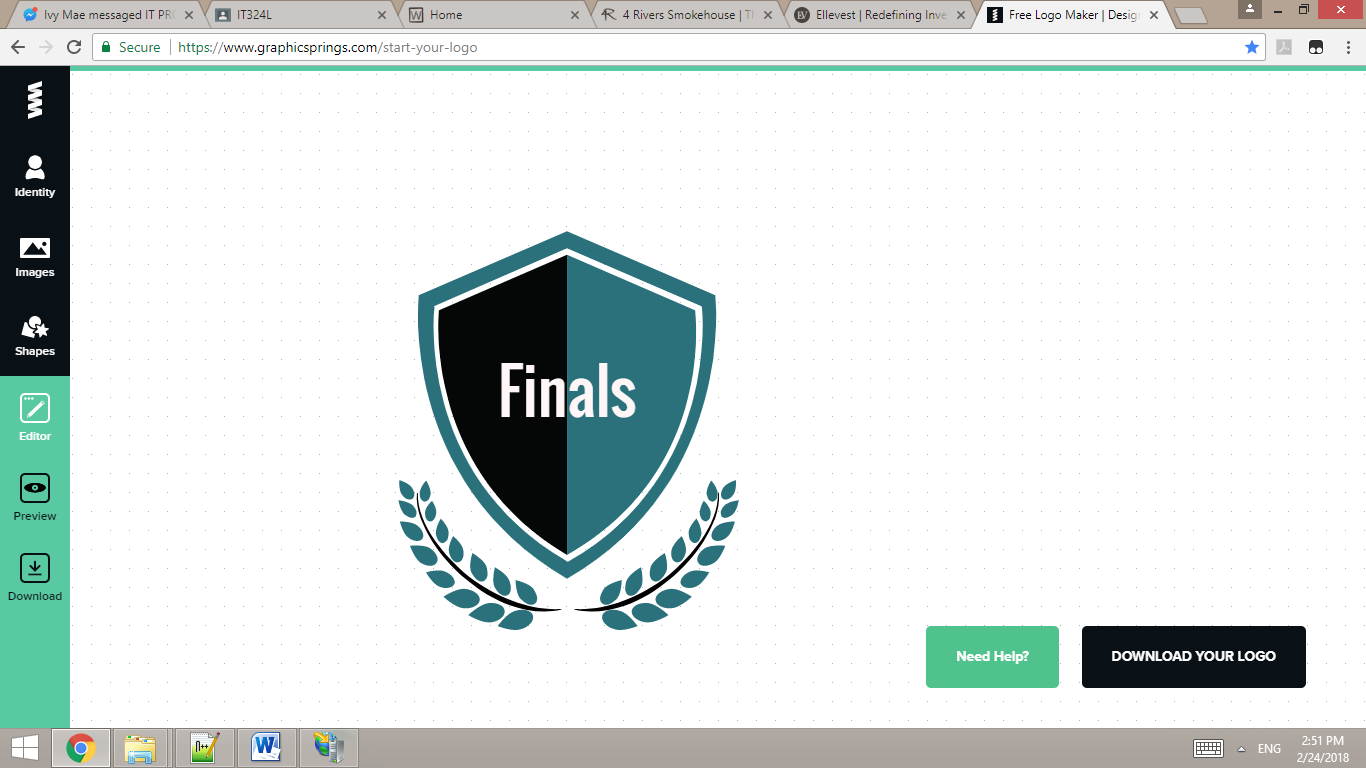 Ivy Mae messaged IT PR
IT324L
Home
4 Rivers Smokehouse | Th
Ellevest | Redefining Inve
Free Logo Maker | Desig
Secure
https://www.graphicsprings.com/start-your-logo
Identity
Images
Shapes
Editor
Preview
Download
Finals
Need Help?
DOWNLOAD YOUR LOGO
ENG
2:51 PM
2/24/2018